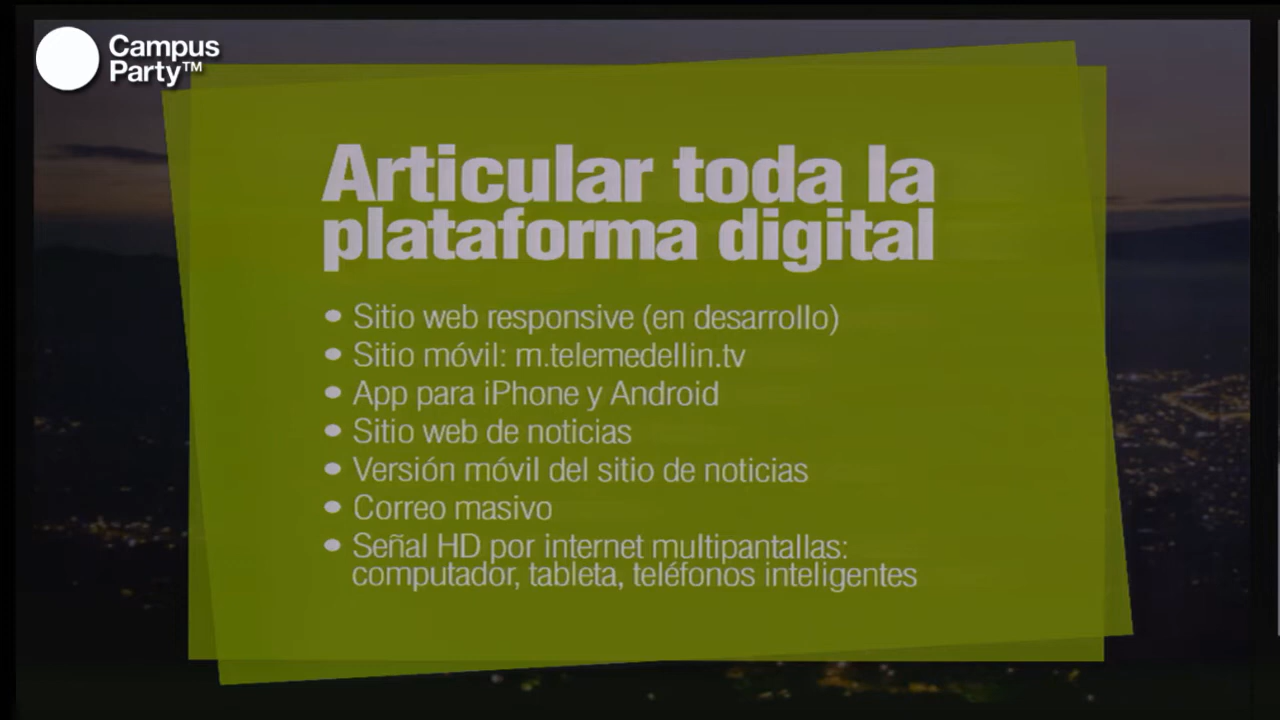 Campus
Party™
Articular toda la
plataforma digital
• Sitio web responsive (en desarrollo)
• Sitio móvil: m.telemedellin.tv
• App para iPhone y Android
• Sitio web de noticias
• Versión móvil del sitio de noticias
• Correo masivo
• Señal HD por internet multipantallas:
computador, tableta, teléfonos inteligentes